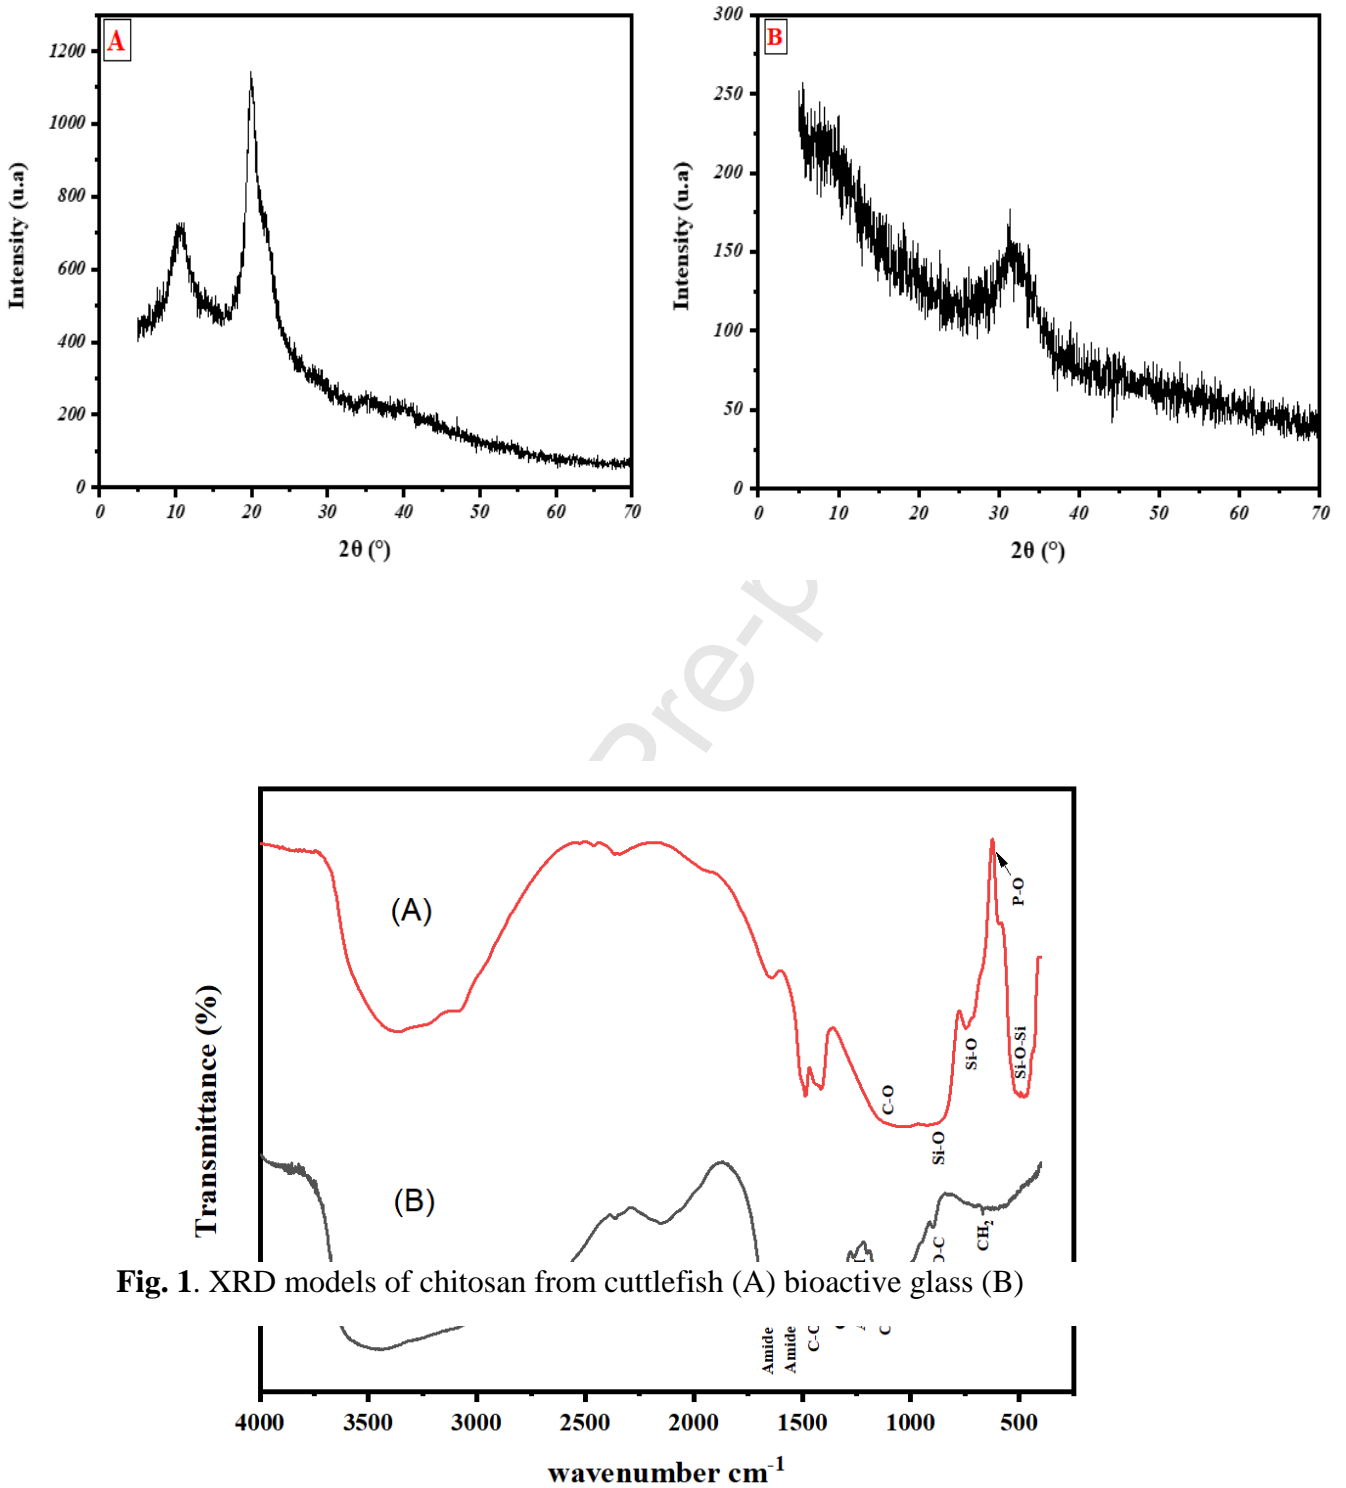 A
Intensity (u.a)
1200
1000
800
600
400
200
0
0 10 20 30 40 50 60 70
2θ (°)
B
Intensity (u.a)
300
250
200
150
100
50
0
0 10 20 30 40 50 60 70
2θ (°)
Pre-p
Transmittance (%)
(A)
P-O
Si-O-Si
Si-O
C-O
Si-O
(B)
CH2
O-C
Fig. 1. XRD models of chitosan from cuttlefish (A) bioactive glass (B)
Amide
Amide
4000 3500 3000 2500 2000 1500 1000 500
wavenumber cm-1